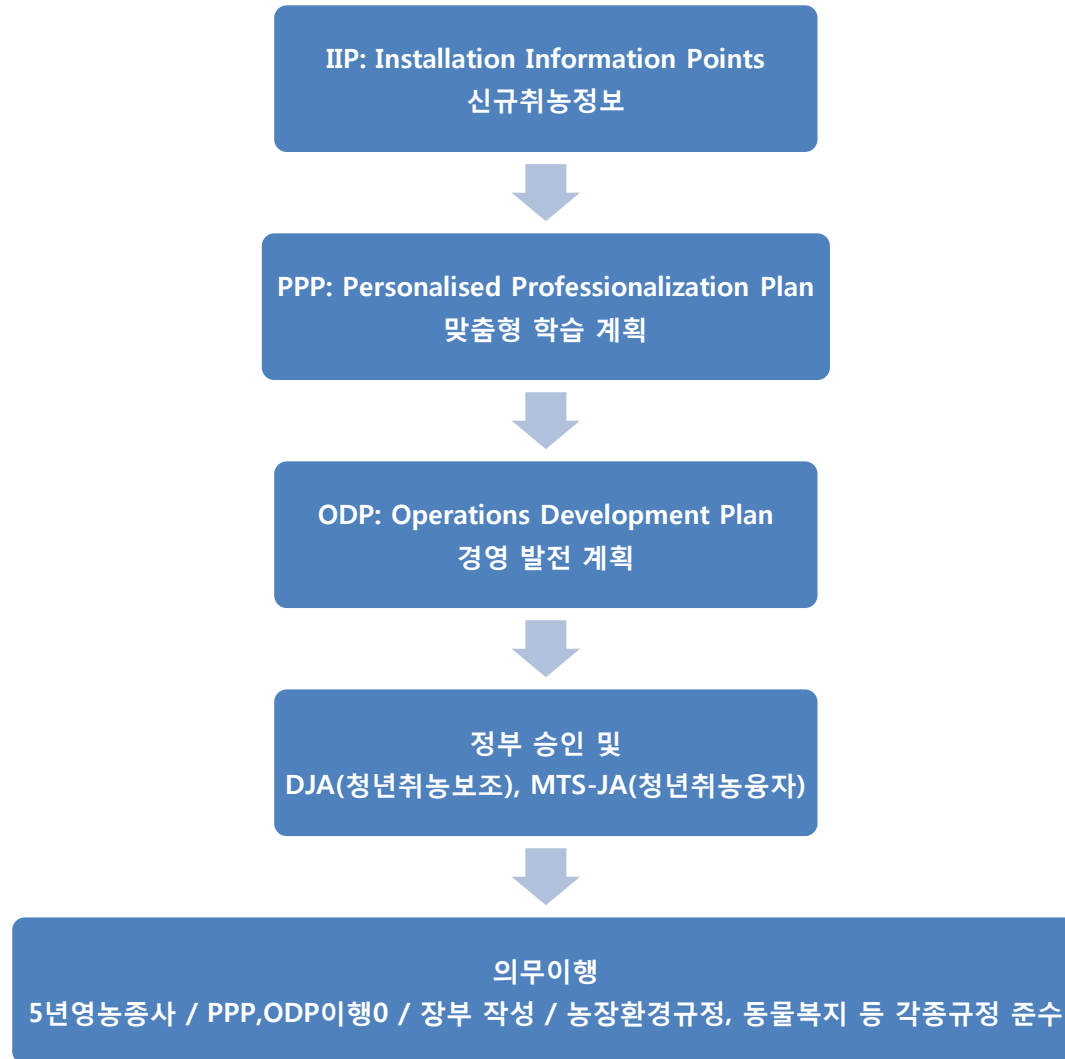 IIP: Installation Information Points
신규취농정보
PPP: Personalised Professionalization Plan
맞춤형 학습 계획
ODP: Operations Development Plan
경영 발전 계획
정부 승인 및
DJA(청년취농보조), MTS-JA(청년취농융자)
의무이행
5년영농종사 / PPP,ODP이행0 / 장부 작성 / 농장환경규정, 동물복지 등 각종규정 준수